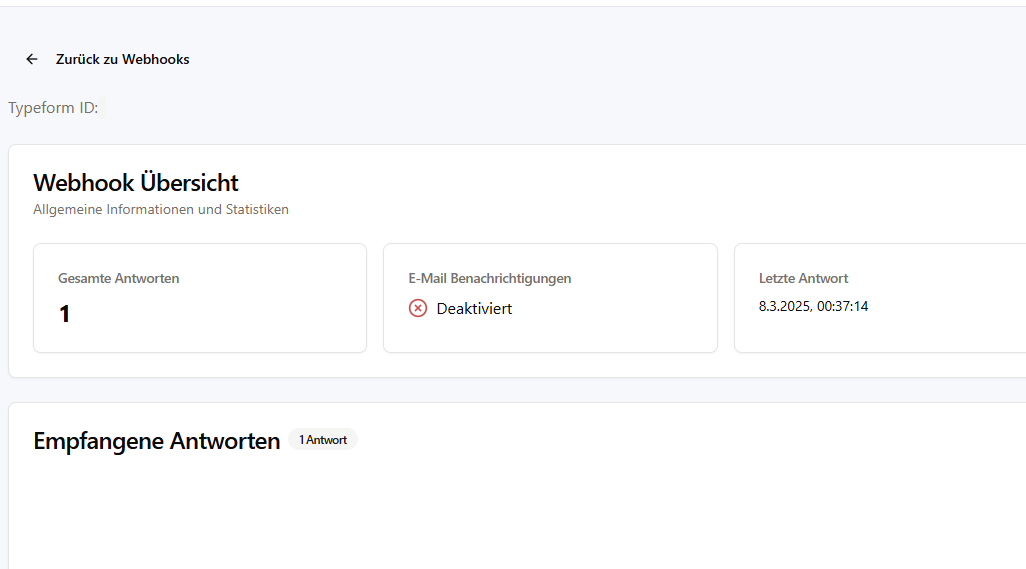 Zurück zu Webhooks
Typeform ID:
Webhook Übersicht
Allgemeine Informationen und Statistiken
Gesamte Antworten
1
E-Mail Benachrichtigungen
Deaktiviert
Letzte Antwort
8.3.2025, 00:37:14
Empfangene Antworten 1 Antwort